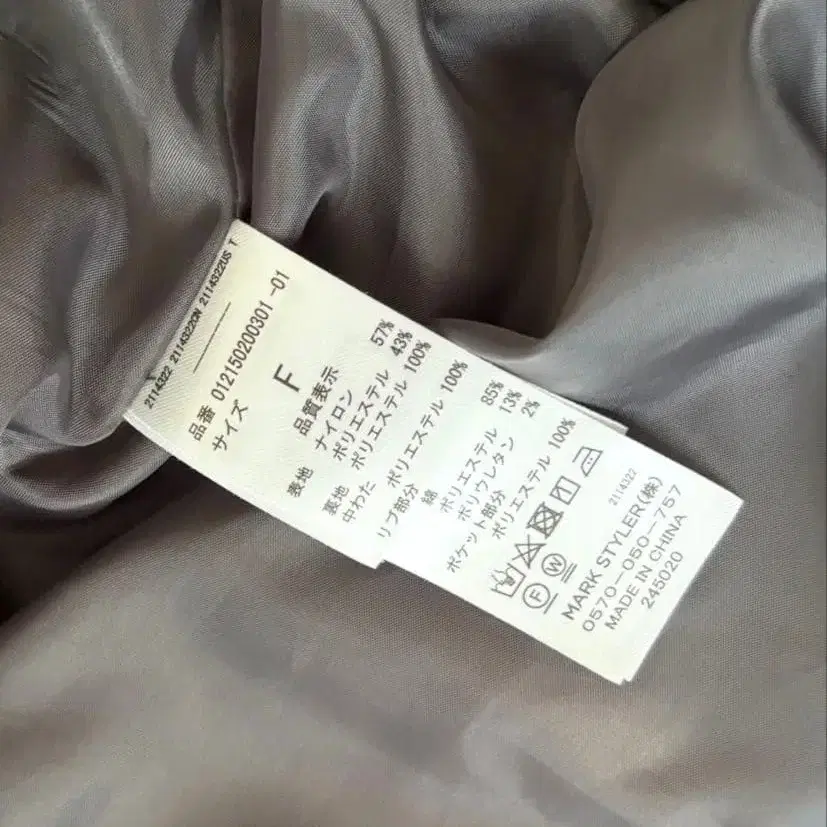 2114322 2114322CN 2114322US T
品番 012150200301 -01
サイズ
F
品質表示
表地 ナイロン 57%
ポリエステル 43%
裏地 ポリエステル 100%
中わた
ポリエステル 100%
リブ部分
綿 85%
ポリエステル 13%
ポリウレタン 2%
ポケット部分
ポリエステル 100%
2114322
F W
MARK STYLER(株)
0570-050-757
MADE IN CHINA
245020